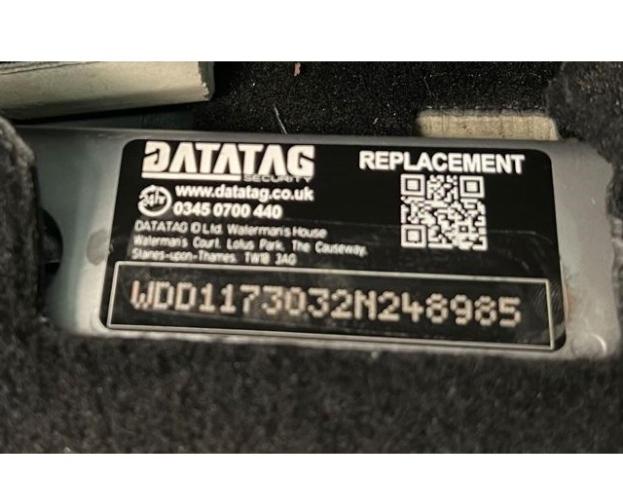 DATATAG
SECURITY
REPLACEMENT
24hr
www.datatag.co.uk
0345 0700 440
DATATAG ID Ltd. Waterman's House
Waterman's Court. Lotus Park, The Causeway,
Staines-upon-Thames. TW18 3AG
WDD1173032N248985